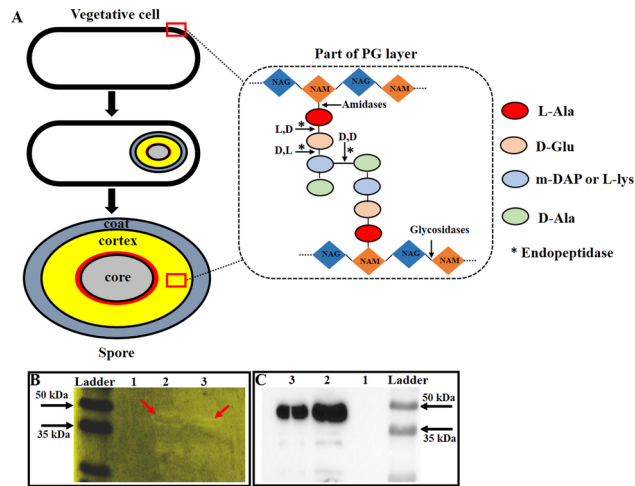 A
Vegetative cell
coat
cortex
core
Spore
Part of PG layer
NAG NAM NAG NAM
Amidases
L,D *
D,L *
D,D
*
Glycosidases
NAG NAM NAG NAM
L-Ala
D-Glu
m-DAP or L-lys
D-Ala
* Endopeptidase
B
Ladder 1 2 3
50 kDa
35 kDa
C
3 2 1 Ladder
50 kDa
35 kDa